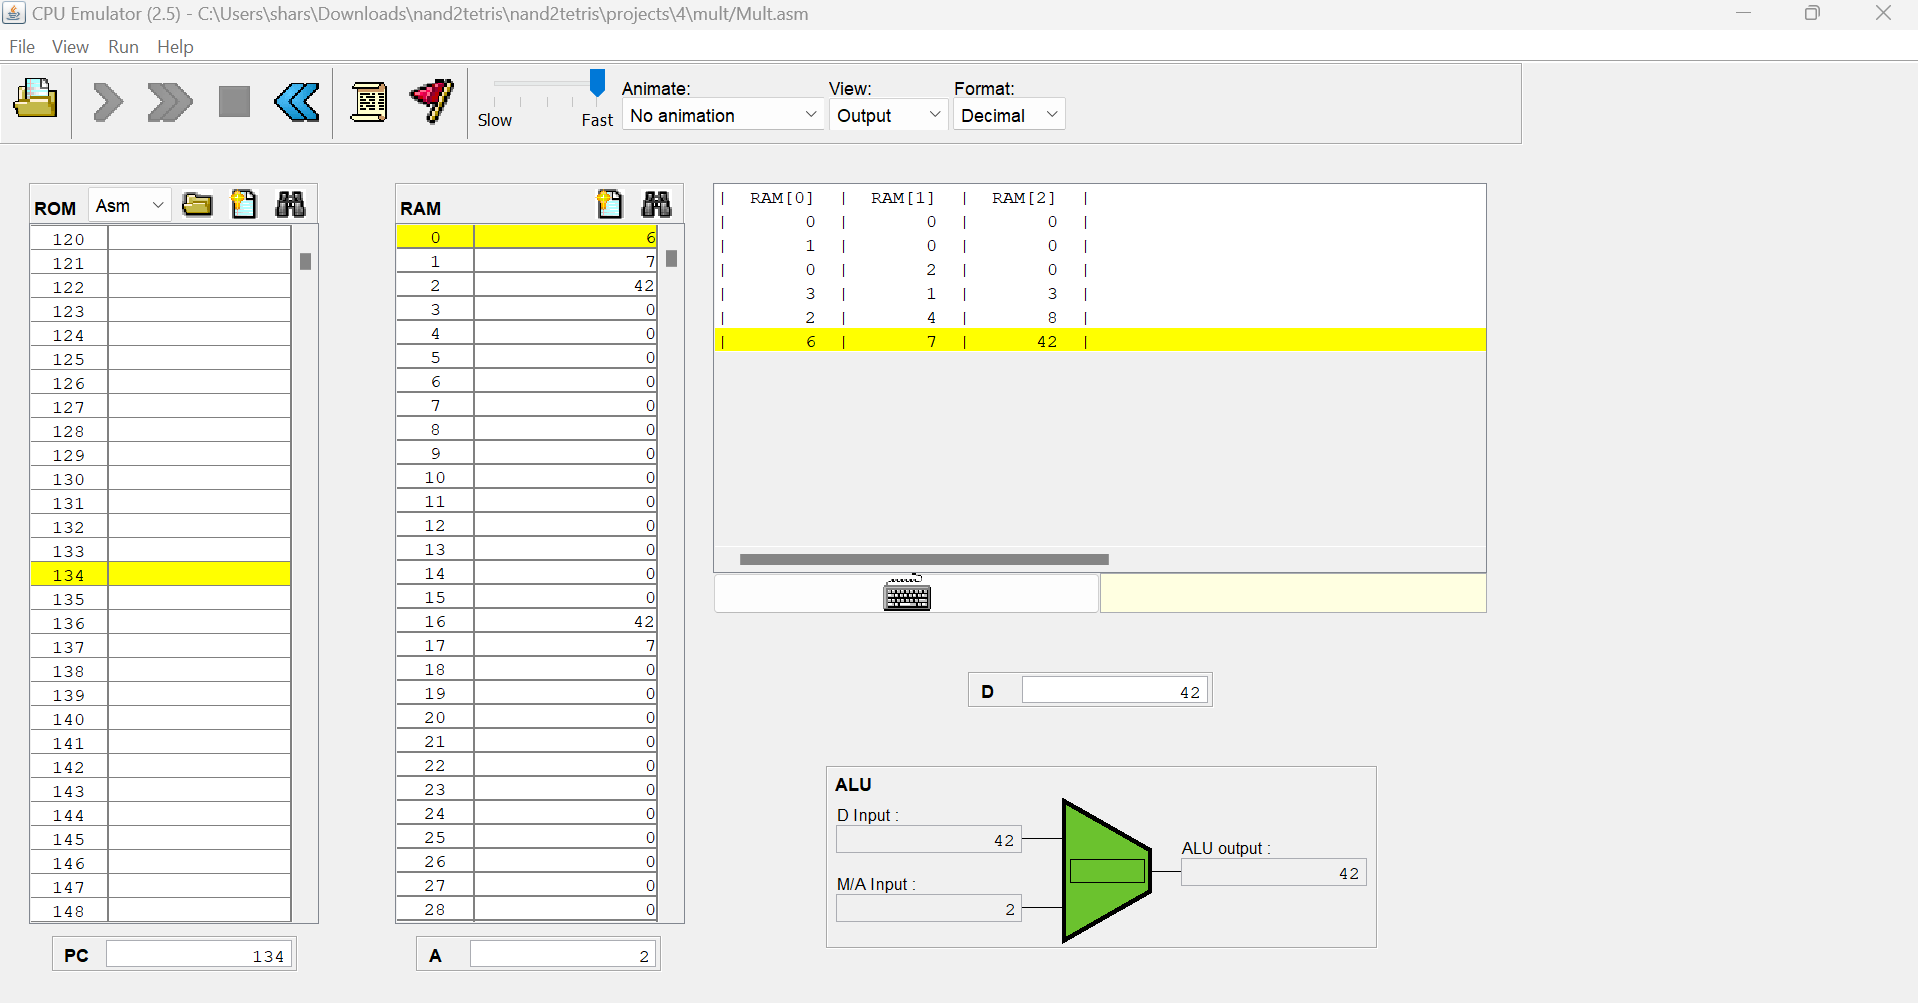 CPU Emulator (2.5) - C:\Users\shars\Downloads\nand2tetris\nand2tetris\projects\4\mult/Mult.asm
File View Run Help
Slow Fast
Animate: No animation
View: Output
Format: Decimal
ROM Asm
120
121
122
123
124
125
126
127
128
129
130
131
132
133
134
135
136
137
138
139
140
141
142
143
144
145
146
147
148
PC 134
RAM
0 6
1 7
2 42
3 0
4 0
5 0
6 0
7 0
8 0
9 0
10 0
11 0
12 0
13 0
14 0
15 0
16 42
17 7
18 0
19 0
20 0
21 0
22 0
23 0
24 0
25 0
26 0
27 0
28 0
A 2
| RAM[0] | RAM[1] | RAM[2] |
| 0 | 0 | 0 |
| 1 | 0 | 0 |
| 0 | 2 | 0 |
| 3 | 1 | 3 |
| 2 | 4 | 8 |
| 6 | 7 | 42 |
D 42
ALU
D Input :
42
M/A Input :
2
ALU output :
42